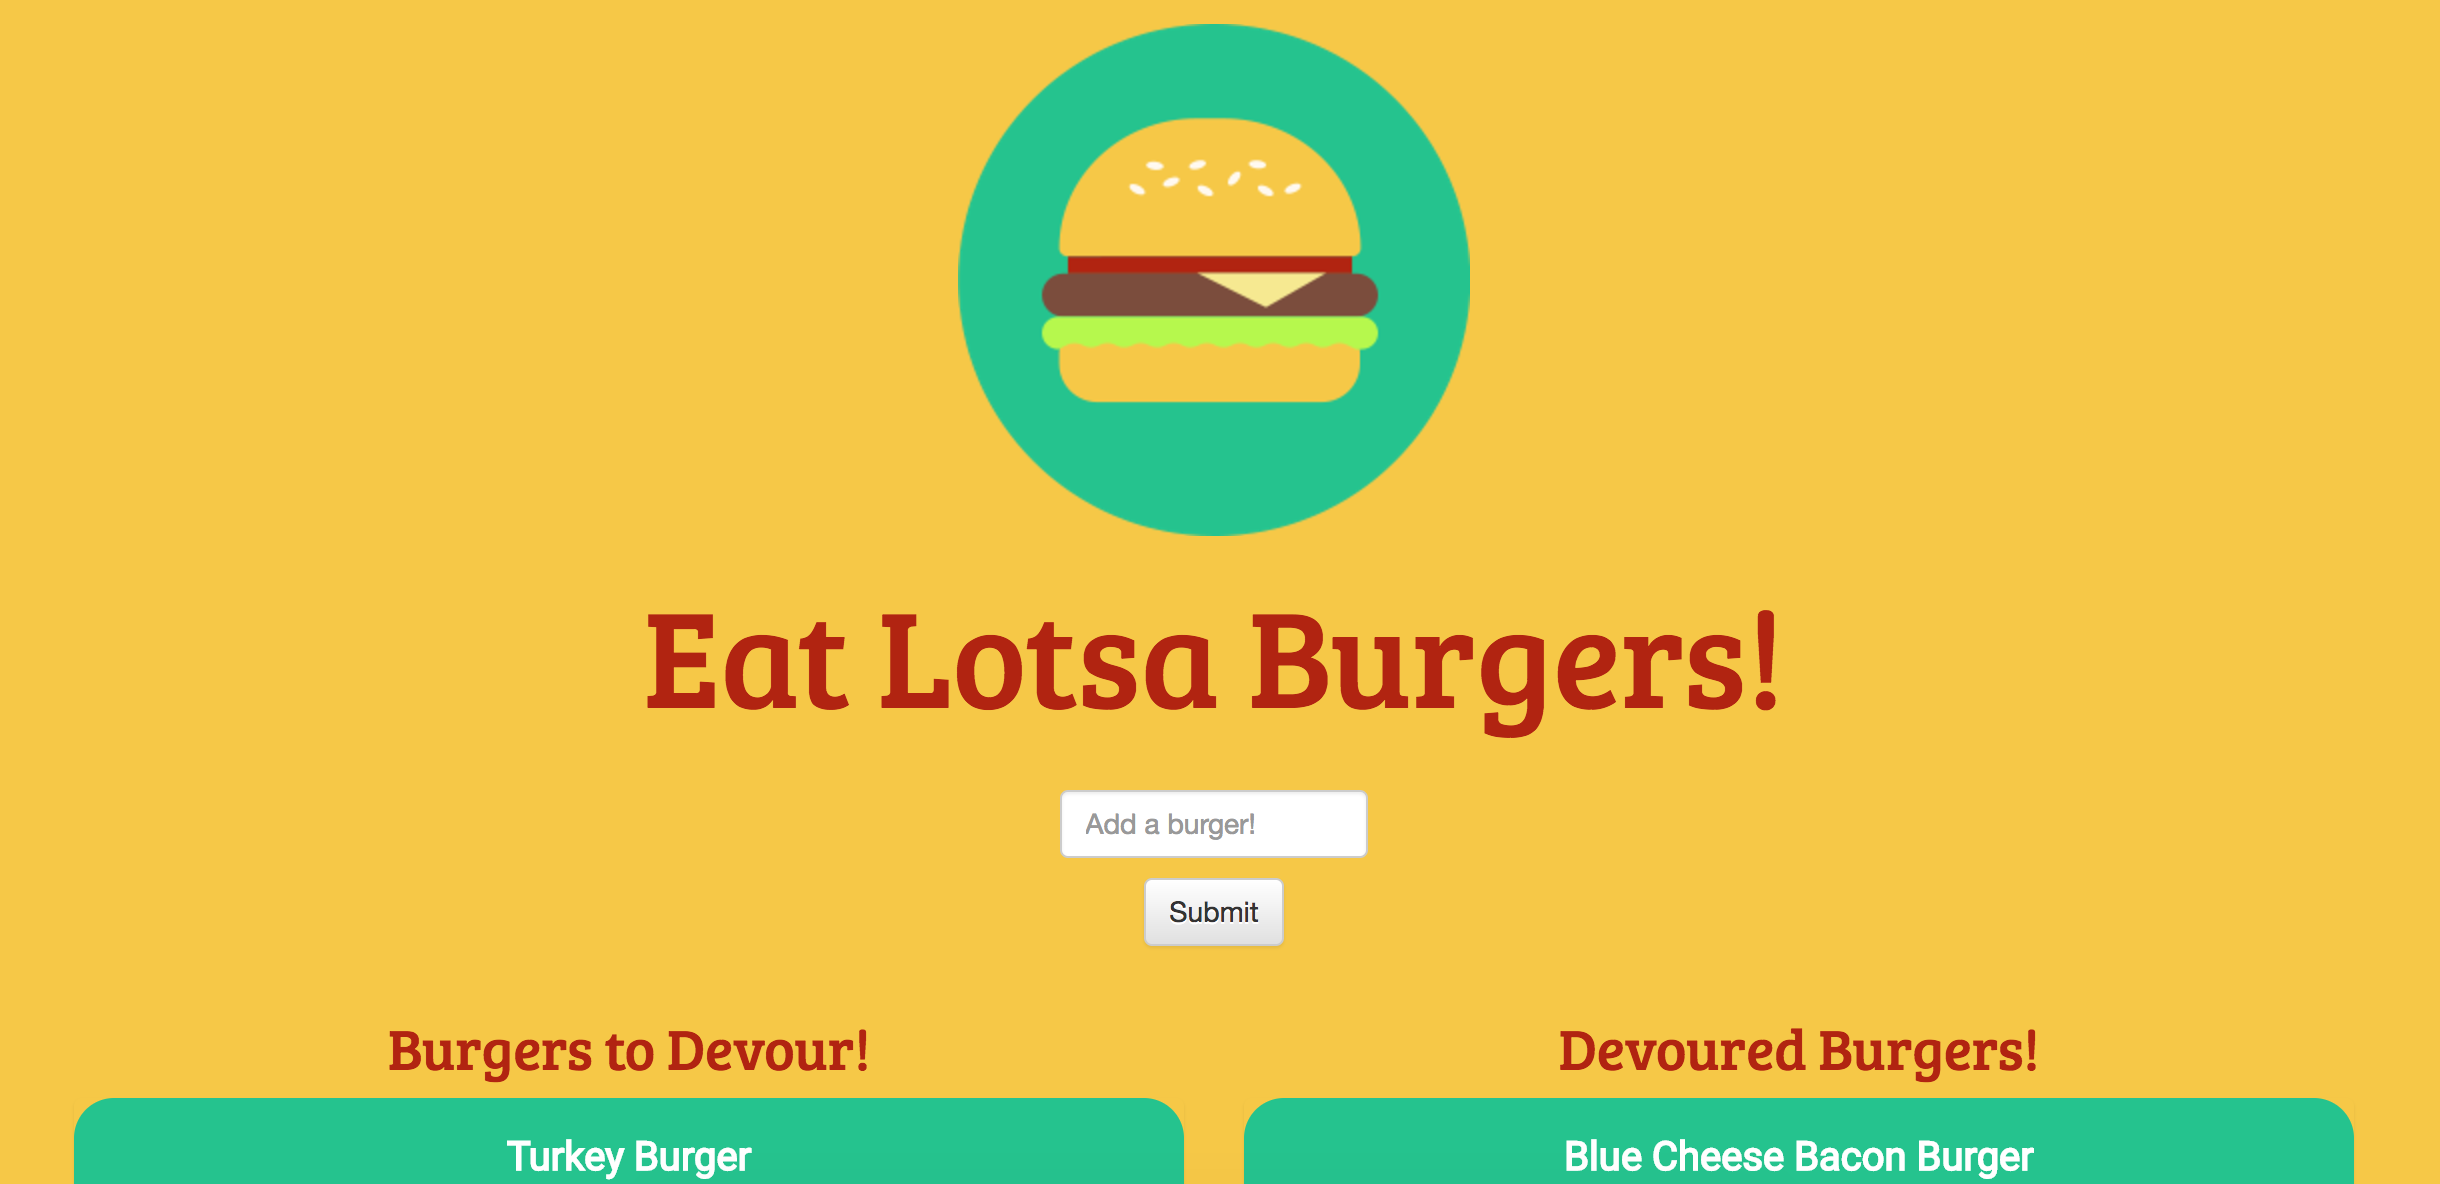 Eat Lotsa Burgers!
Add a burger!
Submit
Burgers to Devour!
Turkey Burger
Devoured Burgers!
Blue Cheese Bacon Burger